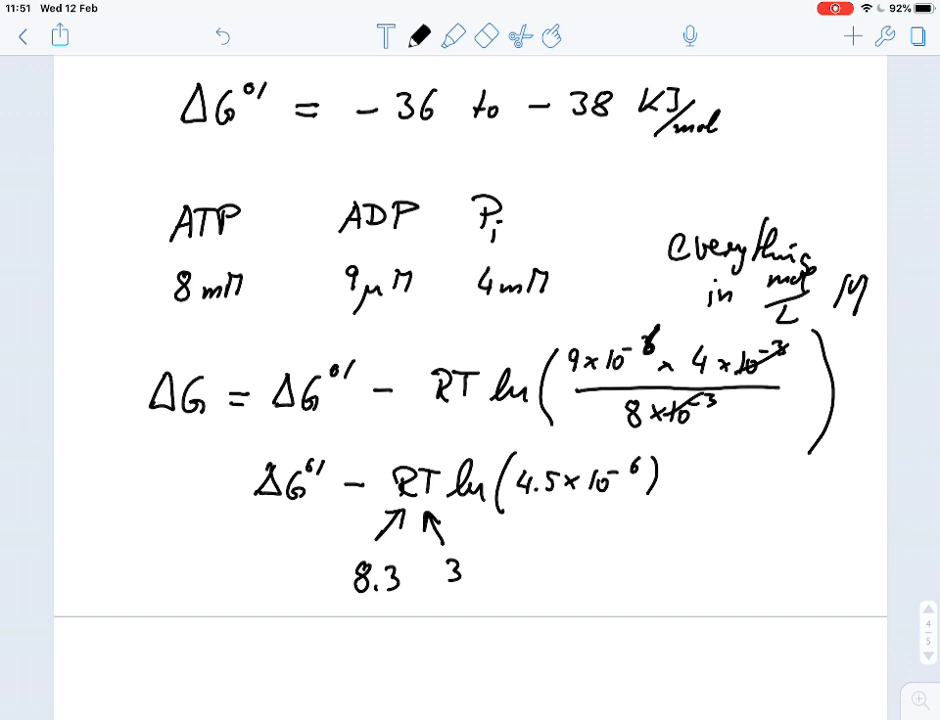 11:51 Wed 12 Feb 92%
T
ΔG°′ = − 36 to − 38 KJ/mol
ATP ADP Pi
8 mM 9 μM 4 mM
everything
in mol/L M
ΔG = ΔG°′ − RT ln ( 9 × 10⁻⁶ × 4 × 10⁻³ / 8 × 10⁻³ )
ΔG°′ − RT ln ( 4.5 × 10⁻⁶ )
8.3 3
4
5